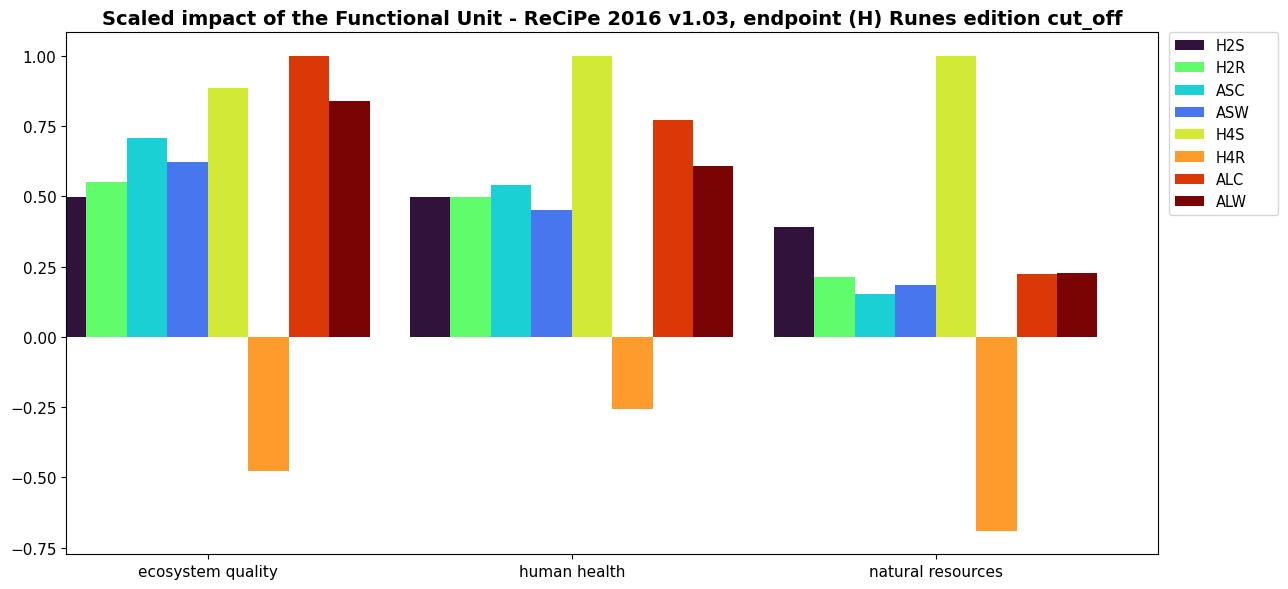 Scaled impact of the Functional Unit - ReCiPe 2016 v1.03, endpoint (H) Runes edition cut_off
1.00
0.75
0.50
0.25
0.00
−0.25
−0.50
−0.75
ecosystem quality
human health
natural resources
H2S
H2R
ASC
ASW
H4S
H4R
ALC
ALW